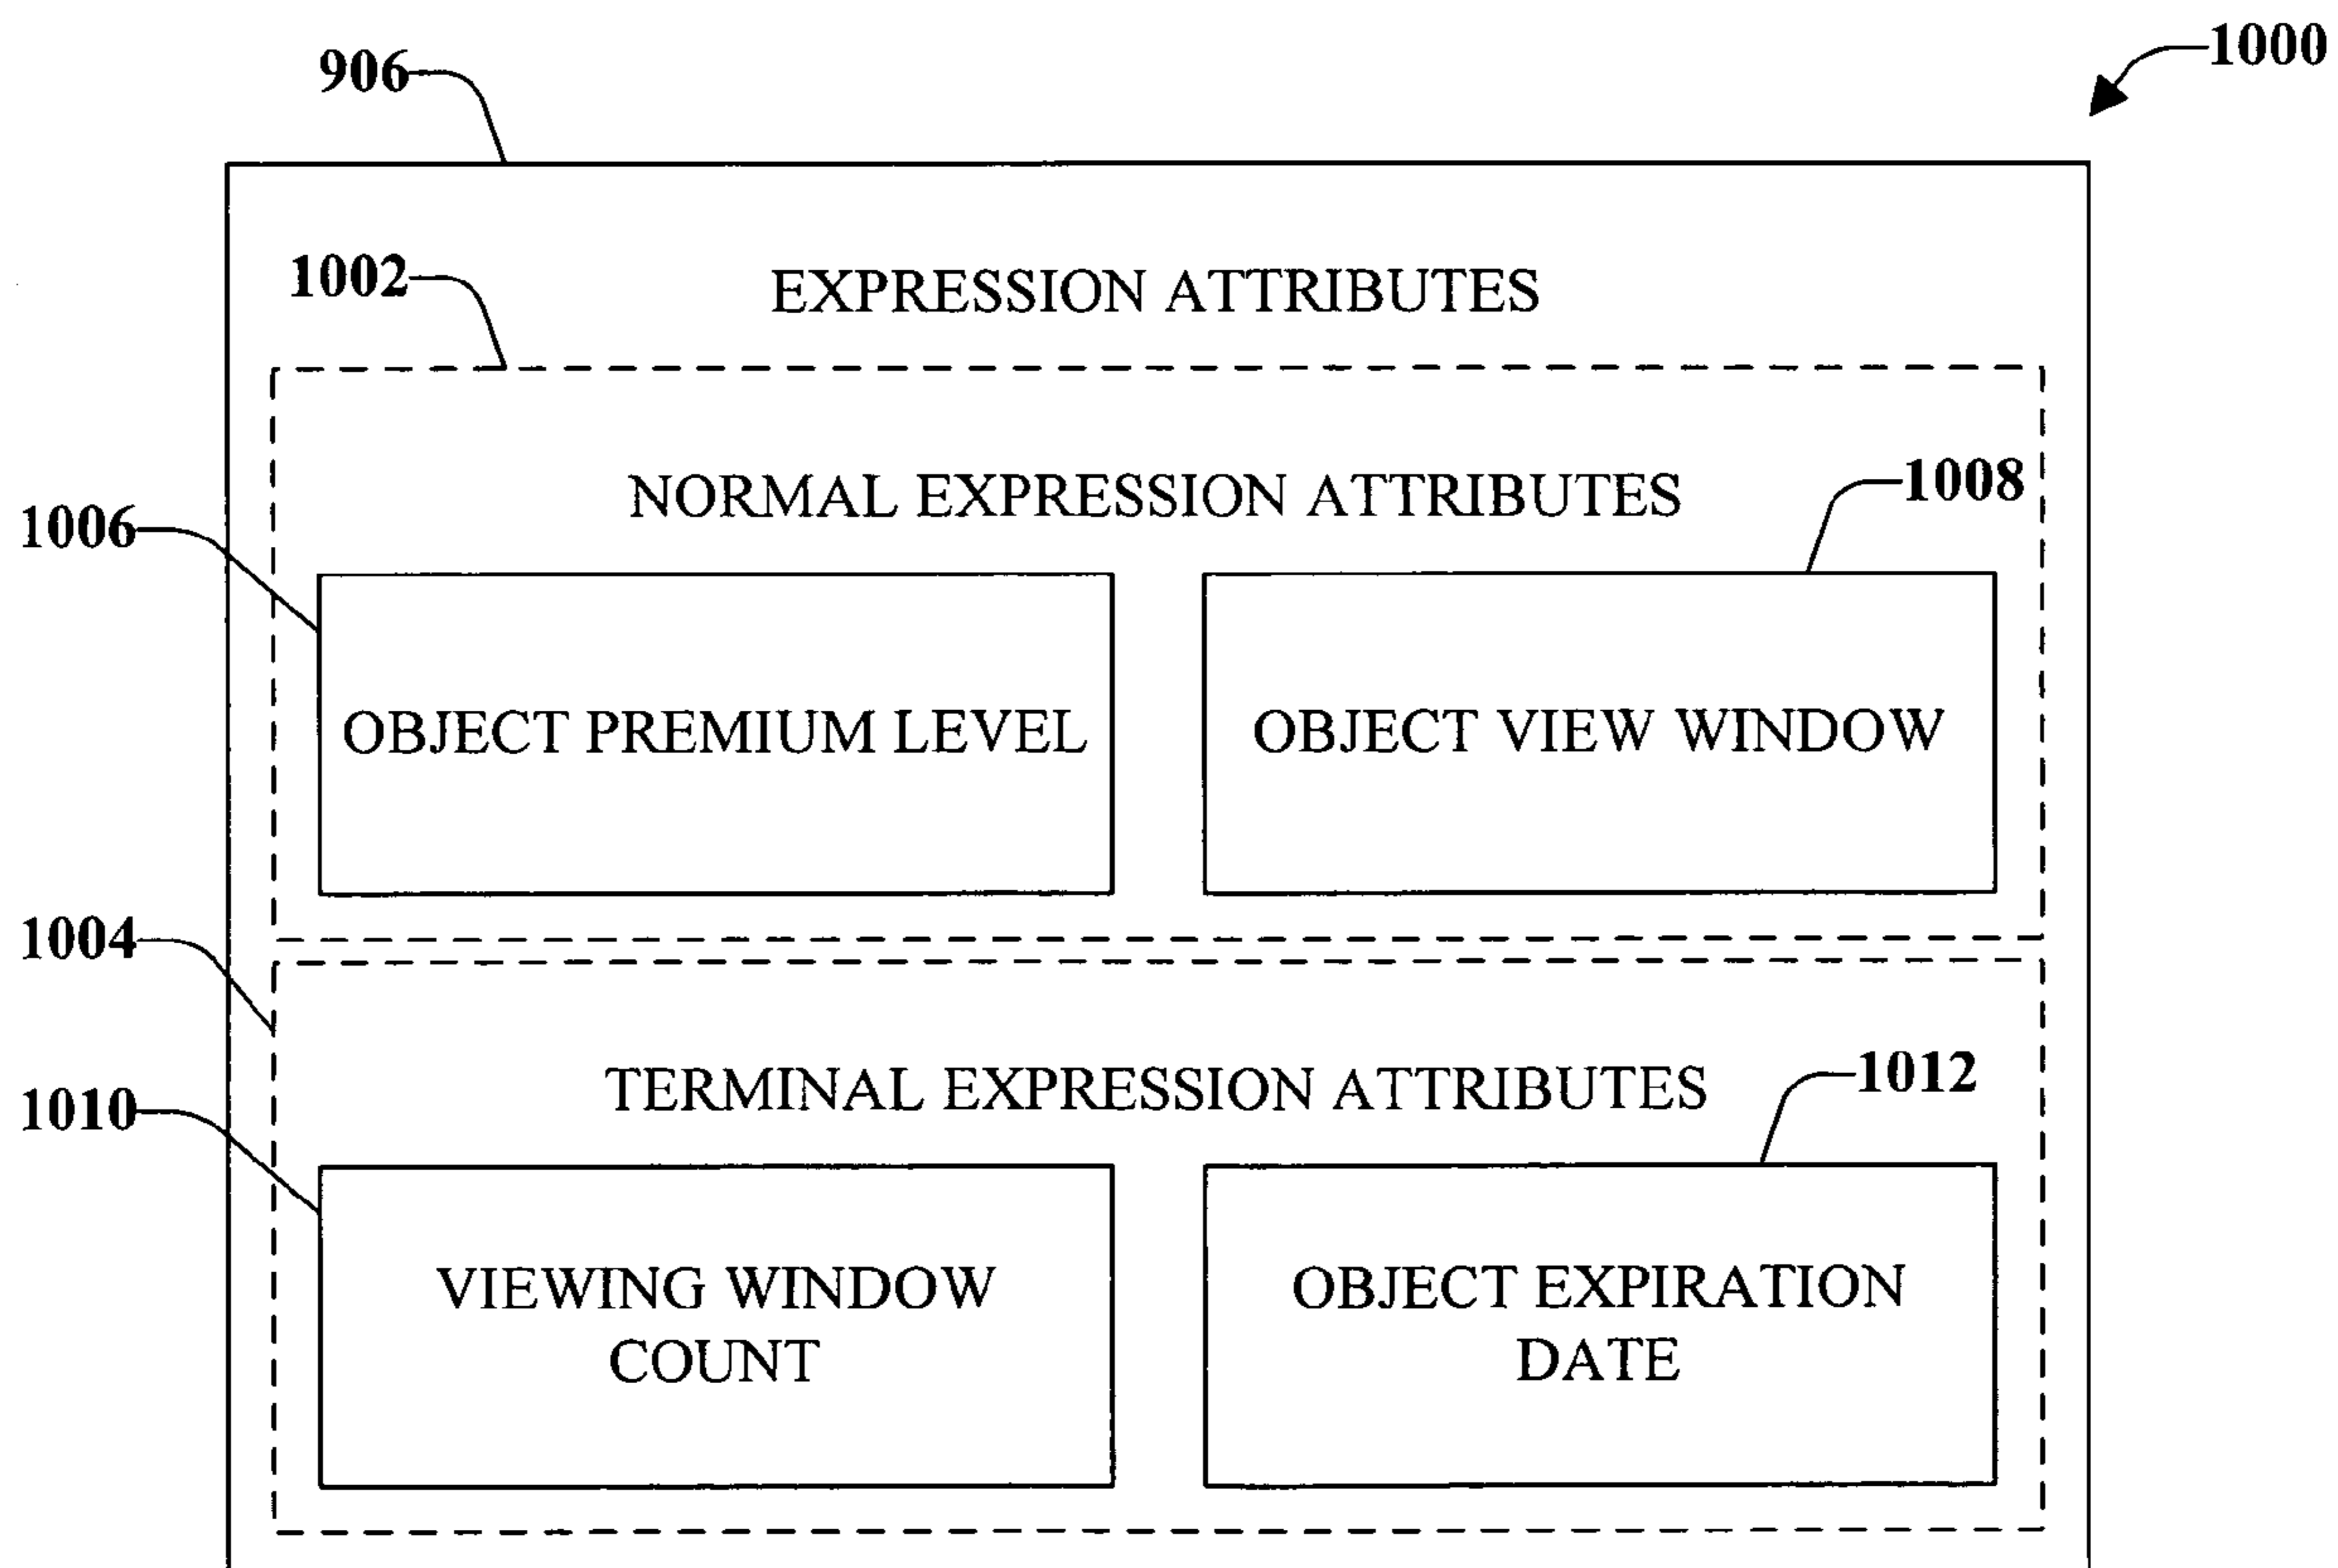 1000
906
1002
EXPRESSION ATTRIBUTES
NORMAL EXPRESSION ATTRIBUTES
1008
1006
OBJECT PREMIUM LEVEL
OBJECT VIEW WINDOW
1004
TERMINAL EXPRESSION ATTRIBUTES
1012
1010
VIEWING WINDOW
COUNT
OBJECT EXPIRATION
DATE